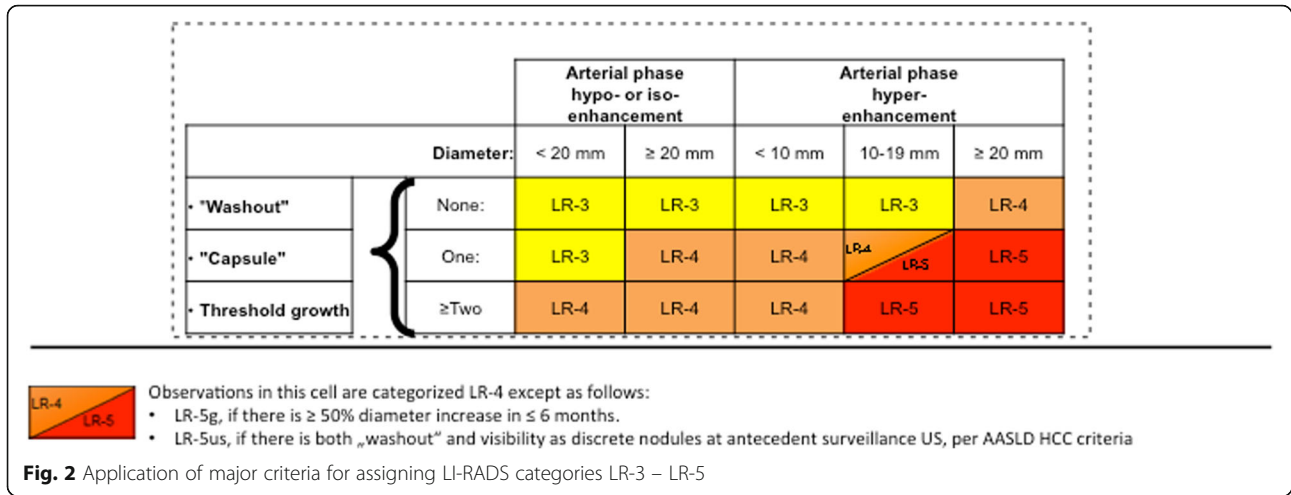 Arterial phase hypo- or iso-enhancement Arterial phase hyper-enhancement
Diameter: < 20 mm ≥ 20 mm < 10 mm 10-19 mm ≥ 20 mm
• "Washout" None: LR-3 LR-3 LR-3 LR-3 LR-4
• "Capsule" One: LR-3 LR-4 LR-4 LR-4 LR-5 LR-5
• Threshold growth ≥Two LR-4 LR-4 LR-4 LR-5 LR-5
LR-4 LR-5
Observations in this cell are categorized LR-4 except as follows:
• LR-5g, if there is ≥ 50% diameter increase in ≤ 6 months.
• LR-5us, if there is both „washout" and visibility as discrete nodules at antecedent surveillance US, per AASLD HCC criteria
Fig. 2 Application of major criteria for assigning LI-RADS categories LR-3 – LR-5